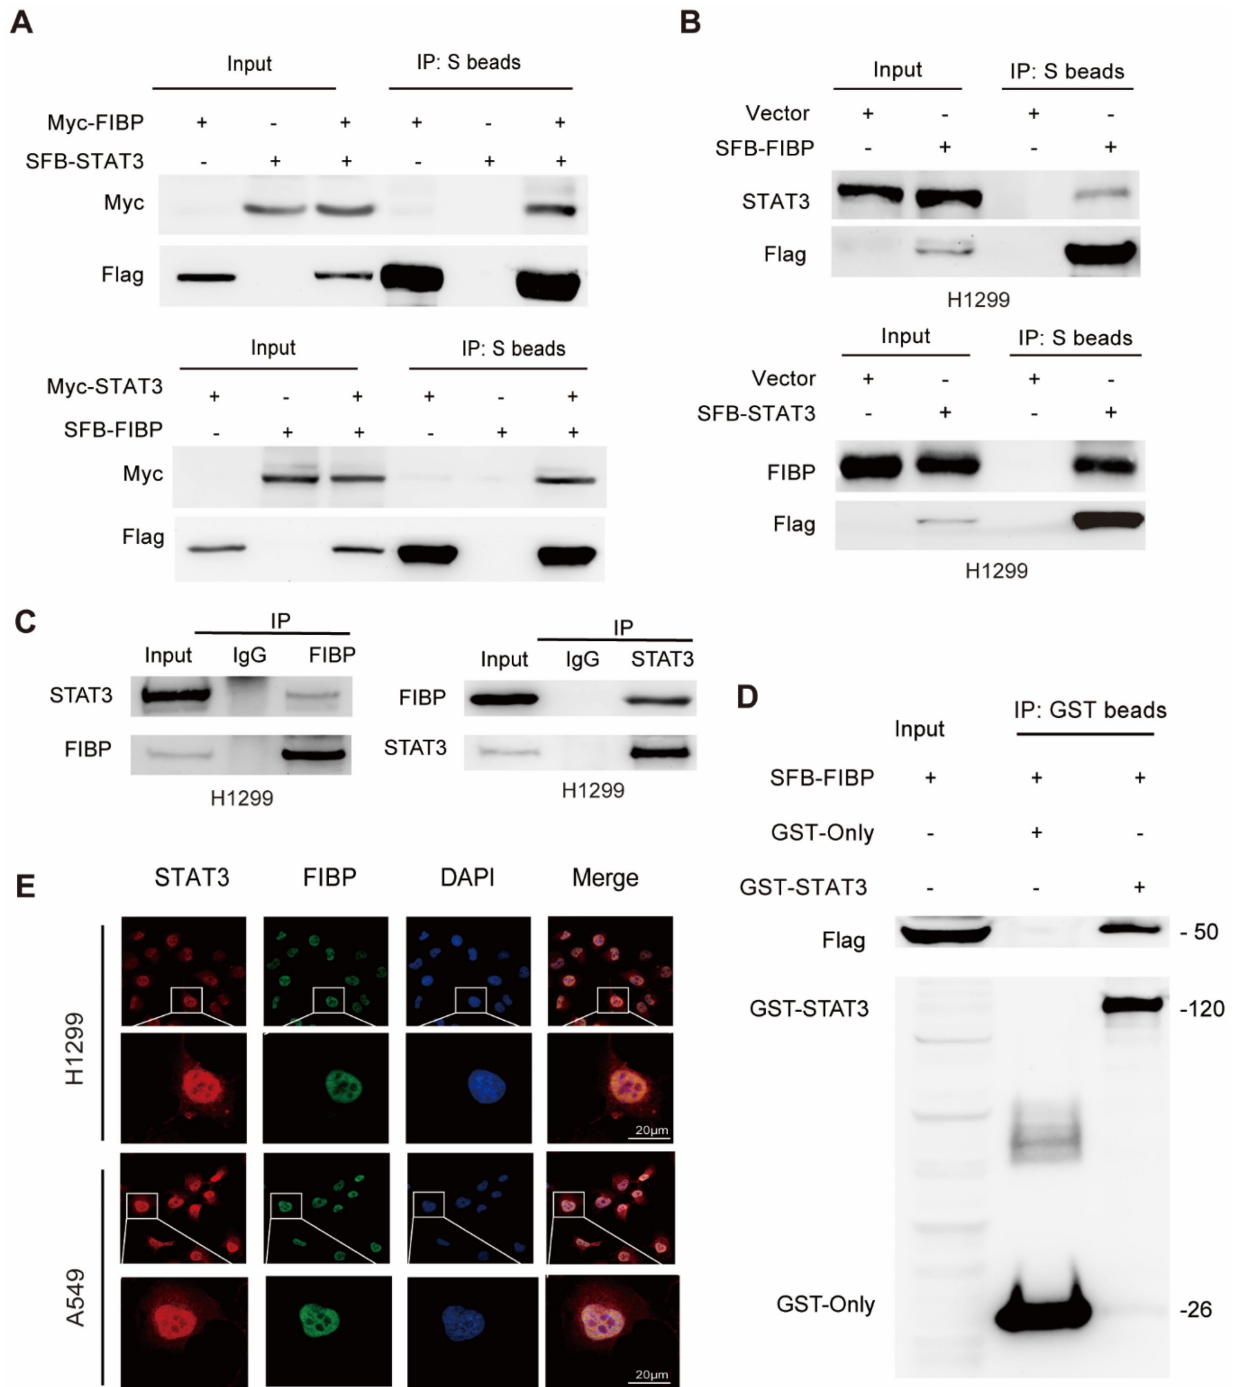 A
Input IP: S beads
Myc-FIBP + - + + - +
SFB-STAT3 - + + - + +
Myc
Flag
Input IP: S beads
Myc-STAT3 + - + + - +
SFB-FIBP - + + - + +
Myc
Flag
B
Input IP: S beads
Vector + - + -
SFB-FIBP - + - +
STAT3
Flag
H1299
Input IP: S beads
Vector + - + -
SFB-STAT3 - + - +
FIBP
Flag
H1299
C
IP
Input IgG FIBP
STAT3
FIBP
H1299
IP
Input IgG STAT3
FIBP
STAT3
H1299
D
Input IP: GST beads
SFB-FIBP + + +
GST-Only - + -
GST-STAT3 - - +
Flag - 50
GST-STAT3 -120
GST-Only -26
E
STAT3 FIBP DAPI Merge
H1299
20μm
A549
20μm